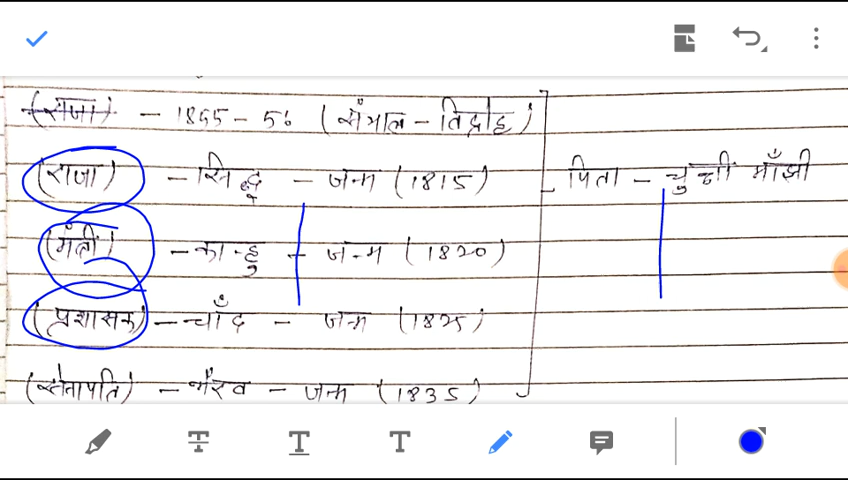 (राजा) – 1855-56 (संथाल - विद्रोह)
(राजा) – सिद्धू – जन्म (1815) – पिता – चुन्नी माँझी
(मंत्री) – कान्हु – जन्म (1820)
(प्रशासक) – चाँद – जन्म (1825)
(सेनापति) – भैरव – जन्म (1835)
T T T